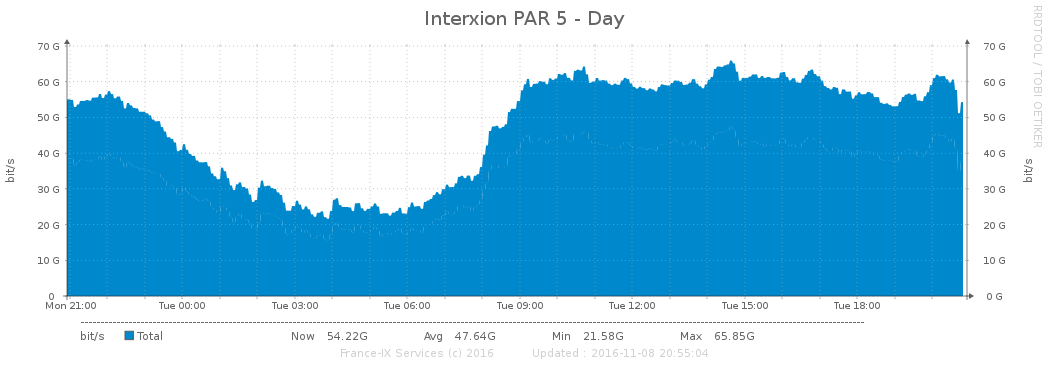 Interxion PAR 5 - Day
RRDTOOL / TOBI OETIKER
bit/s
70 G
60 G
50 G
40 G
30 G
20 G
10 G
0
70 G
60 G
50 G
40 G
30 G
20 G
10 G
0 G
bit/s
Mon 21:00 Tue 00:00 Tue 03:00 Tue 06:00 Tue 09:00 Tue 12:00 Tue 15:00 Tue 18:00
bit/s Total Now 54.22G Avg 47.64G Min 21.58G Max 65.85G
France-IX Services (c) 2016 Updated : 2016-11-08 20:55:04